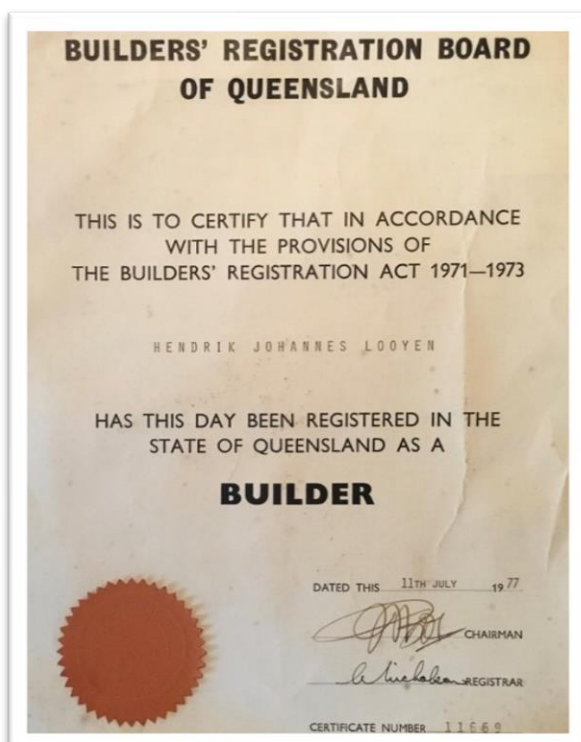 BUILDERS' REGISTRATION BOARD
OF QUEENSLAND
THIS IS TO CERTIFY THAT IN ACCORDANCE
WITH THE PROVISIONS OF
THE BUILDERS' REGISTRATION ACT 1971—1973
HENDRIK JOHANNES LOOYEN
HAS THIS DAY BEEN REGISTERED IN THE
STATE OF QUEENSLAND AS A
BUILDER
DATED THIS 11TH JULY 1977
CHAIRMAN
REGISTRAR
CERTIFICATE NUMBER 11669